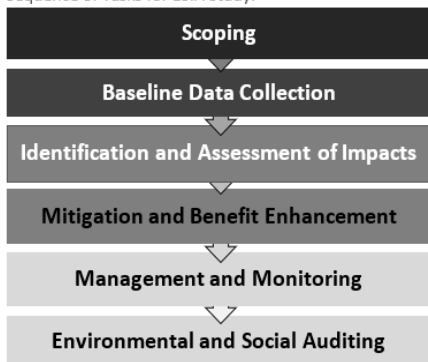 Scoping
Baseline Data Collection
Identification and Assessment of Impacts
Mitigation and Benefit Enhancement
Management and Monitoring
Environmental and Social Auditing